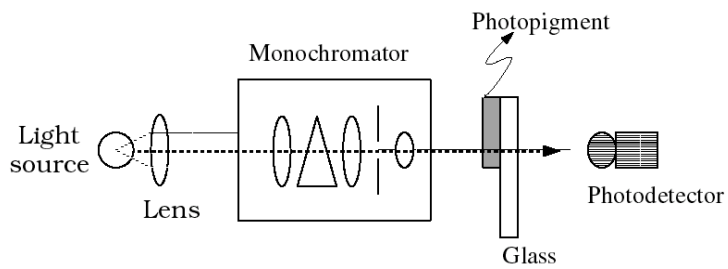 Photopigment
Monochromator
Light
source
Lens
Photodetector
Glass